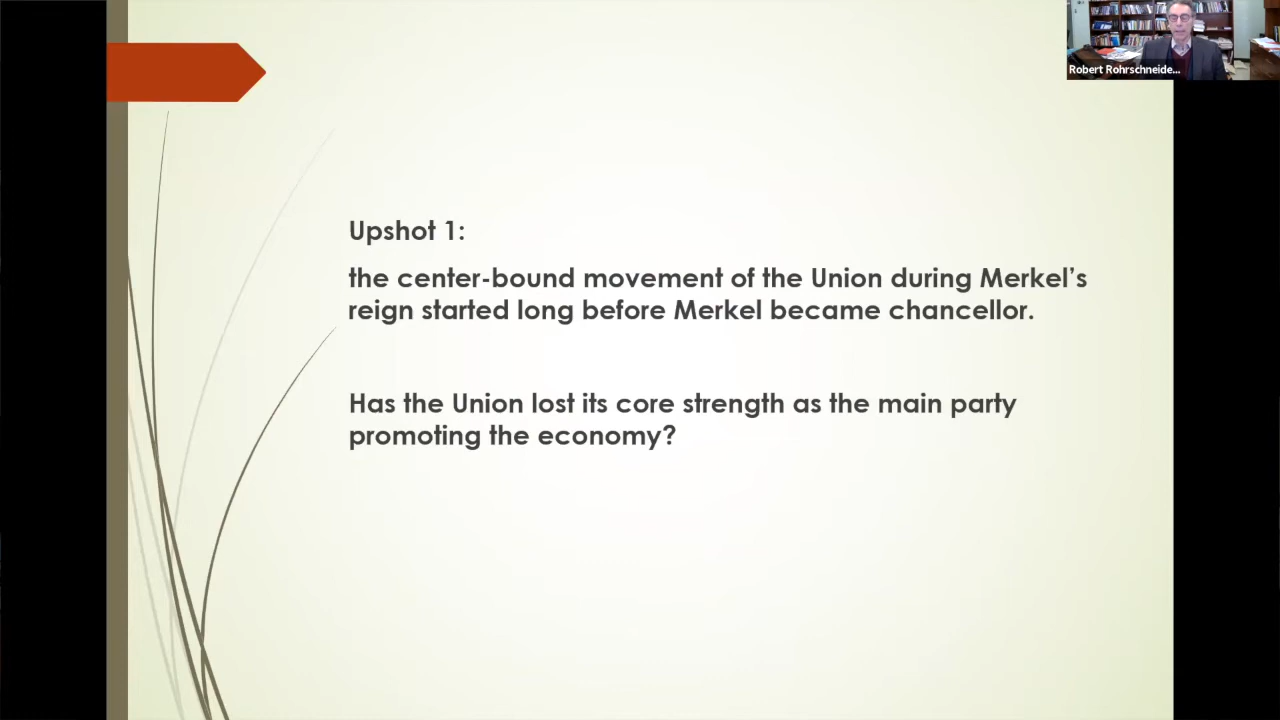 Robert Rohrschneide...
Upshot 1:
the center-bound movement of the Union during Merkel’s
reign started long before Merkel became chancellor.
Has the Union lost its core strength as the main party
promoting the economy?